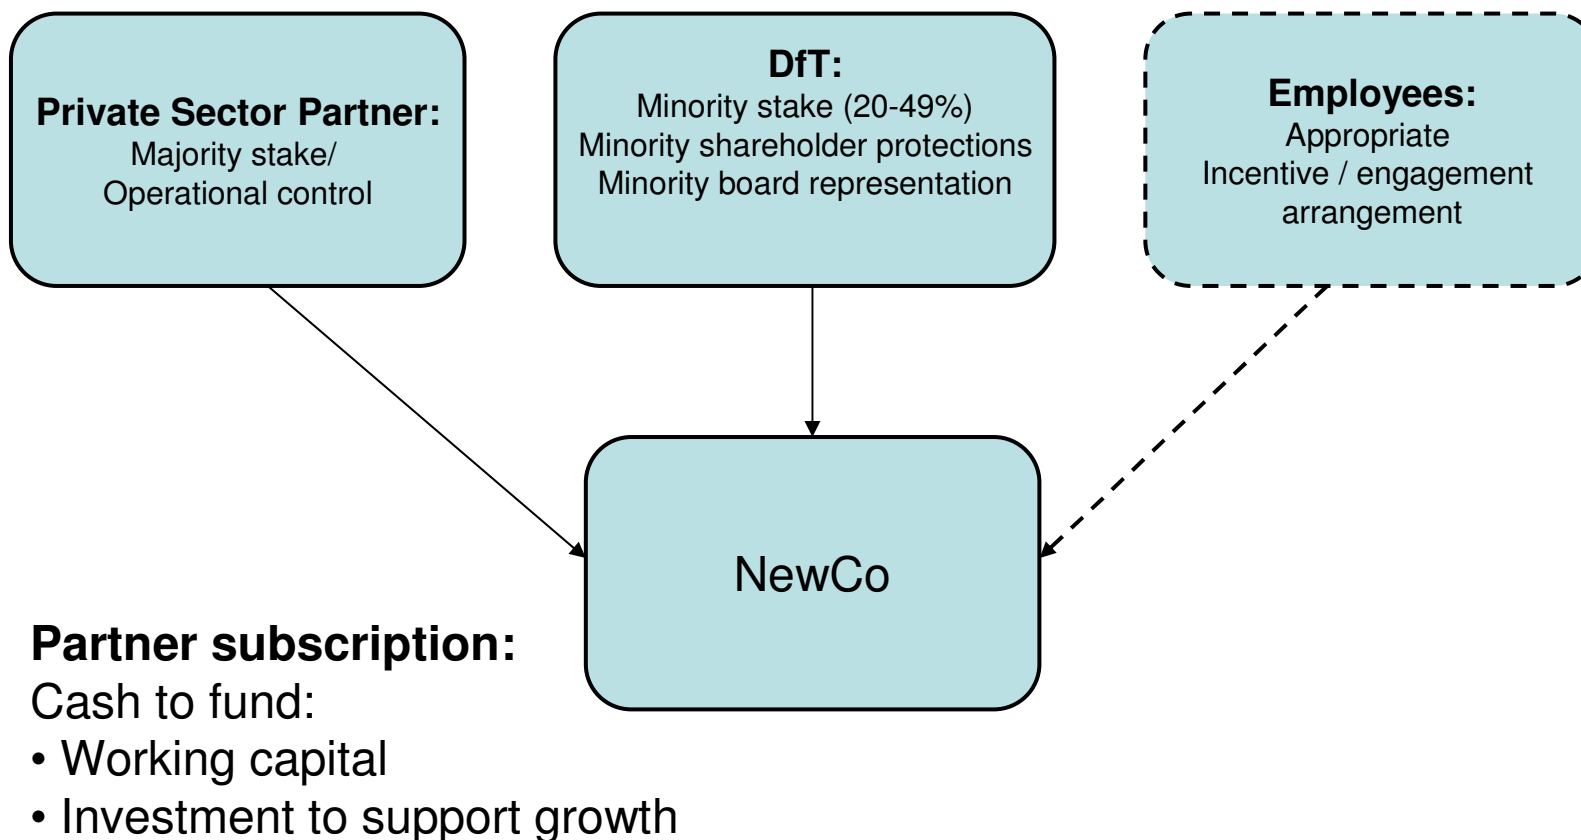 Private Sector Partner:
Majority stake/
Operational control
DfT:
Minority stake (20-49%)
Minority shareholder protections
Minority board representation
Employees:
Appropriate
Incentive / engagement
arrangement
NewCo
Partner subscription:
Cash to fund:
• Working capital
• Investment to support growth